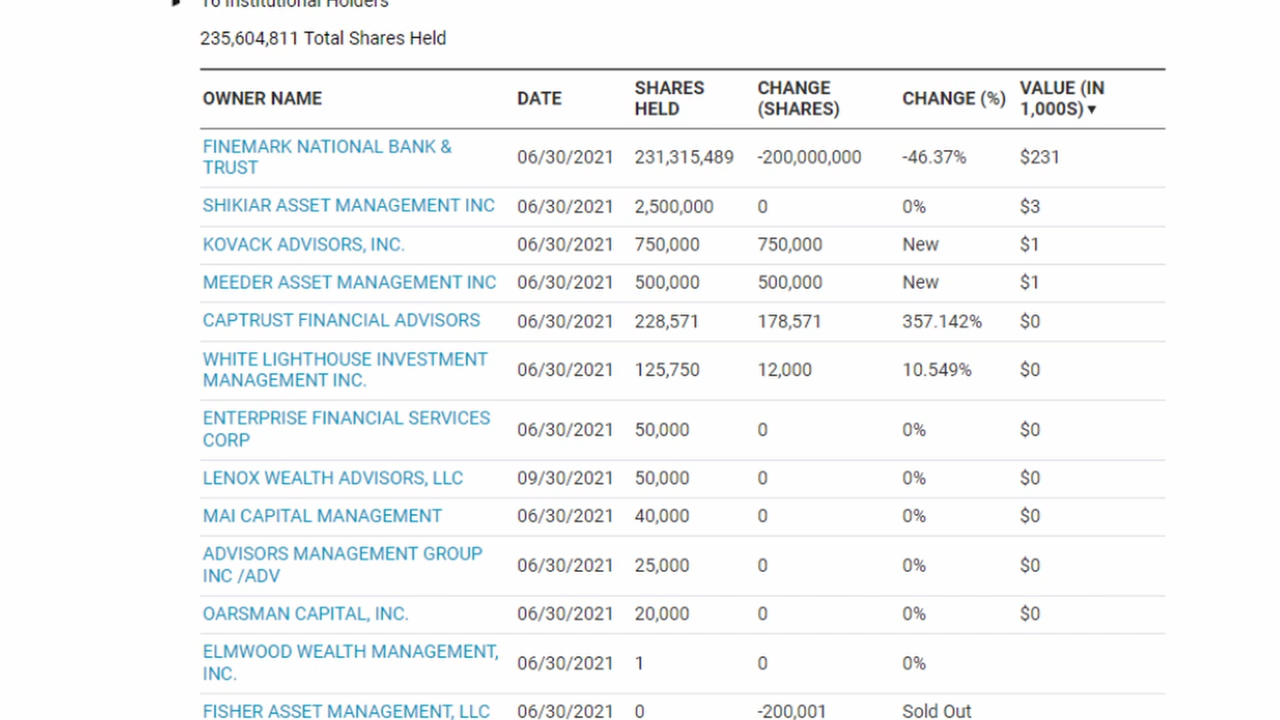 16 Institutional Holders
235,604,811 Total Shares Held
OWNER NAME DATE SHARES HELD CHANGE (SHARES) CHANGE (%) VALUE (IN 1,000S) ▼
FINEMARK NATIONAL BANK & TRUST 06/30/2021 231,315,489 -200,000,000 -46.37% $231
SHIKIAR ASSET MANAGEMENT INC 06/30/2021 2,500,000 0 0% $3
KOVACK ADVISORS, INC. 06/30/2021 750,000 750,000 New $1
MEEDER ASSET MANAGEMENT INC 06/30/2021 500,000 500,000 New $1
CAPTRUST FINANCIAL ADVISORS 06/30/2021 228,571 178,571 357.142% $0
WHITE LIGHTHOUSE INVESTMENT MANAGEMENT INC. 06/30/2021 125,750 12,000 10.549% $0
ENTERPRISE FINANCIAL SERVICES CORP 06/30/2021 50,000 0 0% $0
LENOX WEALTH ADVISORS, LLC 09/30/2021 50,000 0 0% $0
MAI CAPITAL MANAGEMENT 06/30/2021 40,000 0 0% $0
ADVISORS MANAGEMENT GROUP INC /ADV 06/30/2021 25,000 0 0% $0
OARSMAN CAPITAL, INC. 06/30/2021 20,000 0 0% $0
ELMWOOD WEALTH MANAGEMENT, INC. 06/30/2021 1 0 0%
FISHER ASSET MANAGEMENT, LLC 06/30/2021 0 -200,001 Sold Out